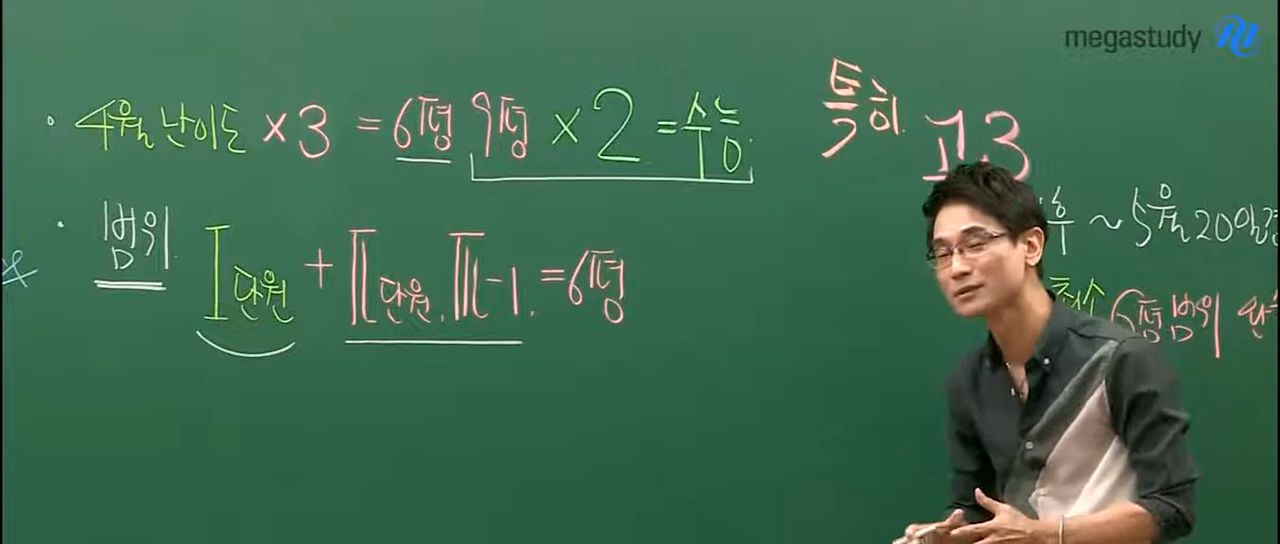 megastudy
· 4월 난이도 × 3 = 6평 9평 × 2 = 수능
· 범위 I 단원 + II 단원, III-1. = 6평
특히 고3
후 ~ 5월 20일
6평 범위